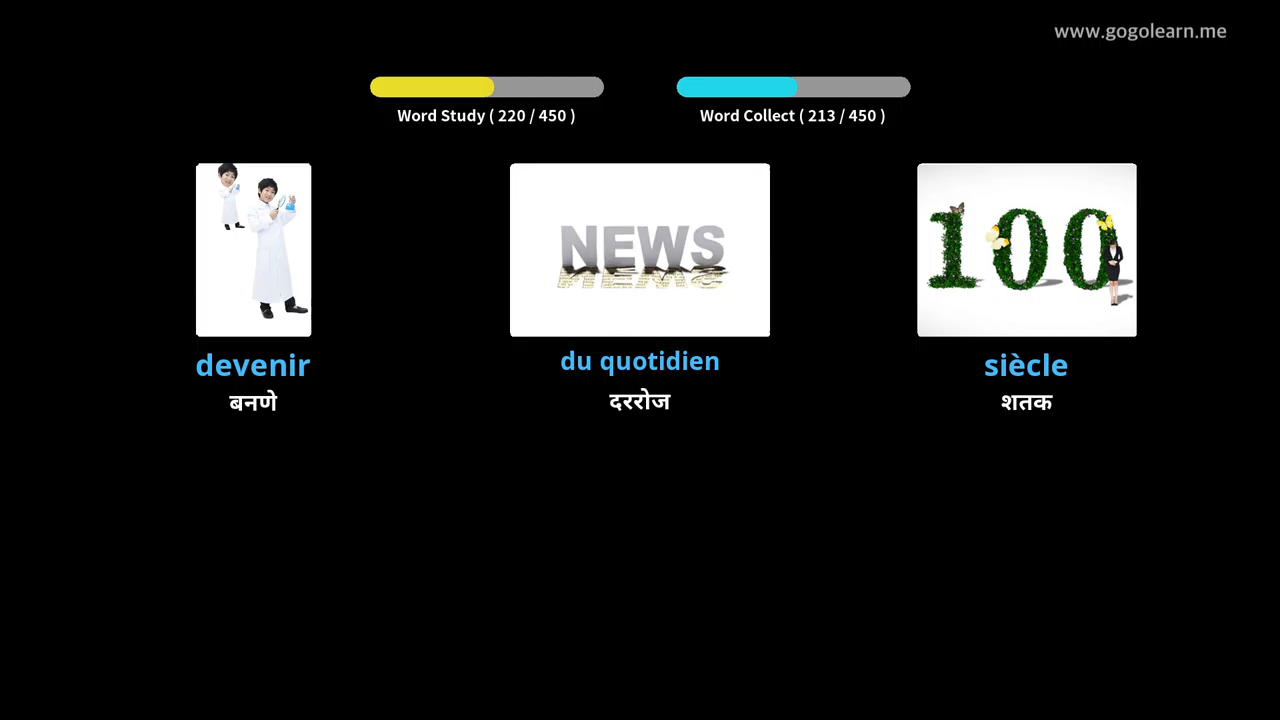 www.gogolearn.me
Word Study ( 220 / 450 )
Word Collect ( 213 / 450 )
NEWS
100
devenir
du quotidien
siècle
बनणे
दररोज
शतक